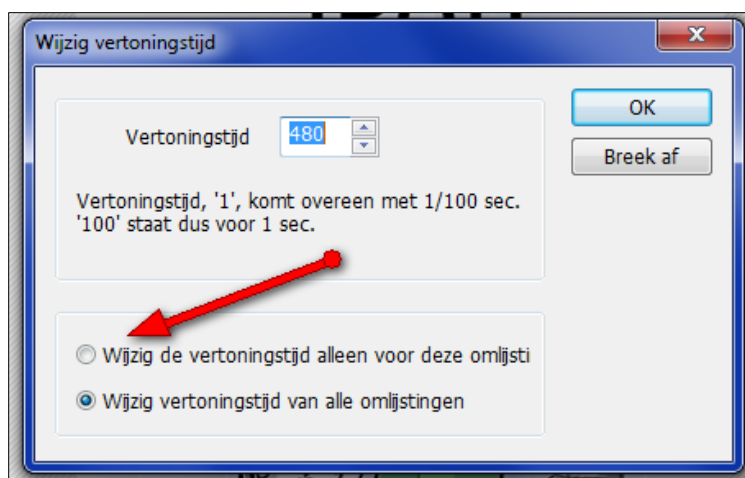 Wijzig vertoningstijd
OK
Vertoningstijd 480
Breek af
Vertoningstijd, '1', komt overeen met 1/100 sec.
'100' staat dus voor 1 sec.
Wijzig de vertoningstijd alleen voor deze omlijsti
Wijzig vertoningstijd van alle omlijstingen